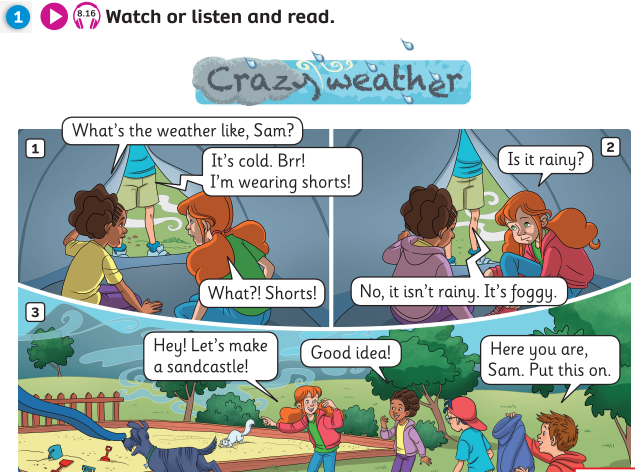 1 8.16 Watch or listen and read.
Crazy weather
1
What's the weather like, Sam?
It's cold. Brr!
I'm wearing shorts!
What?! Shorts!
2
Is it rainy?
No, it isn't rainy. It's foggy.
3
Hey! Let's make
a sandcastle!
Good idea!
Here you are,
Sam. Put this on.